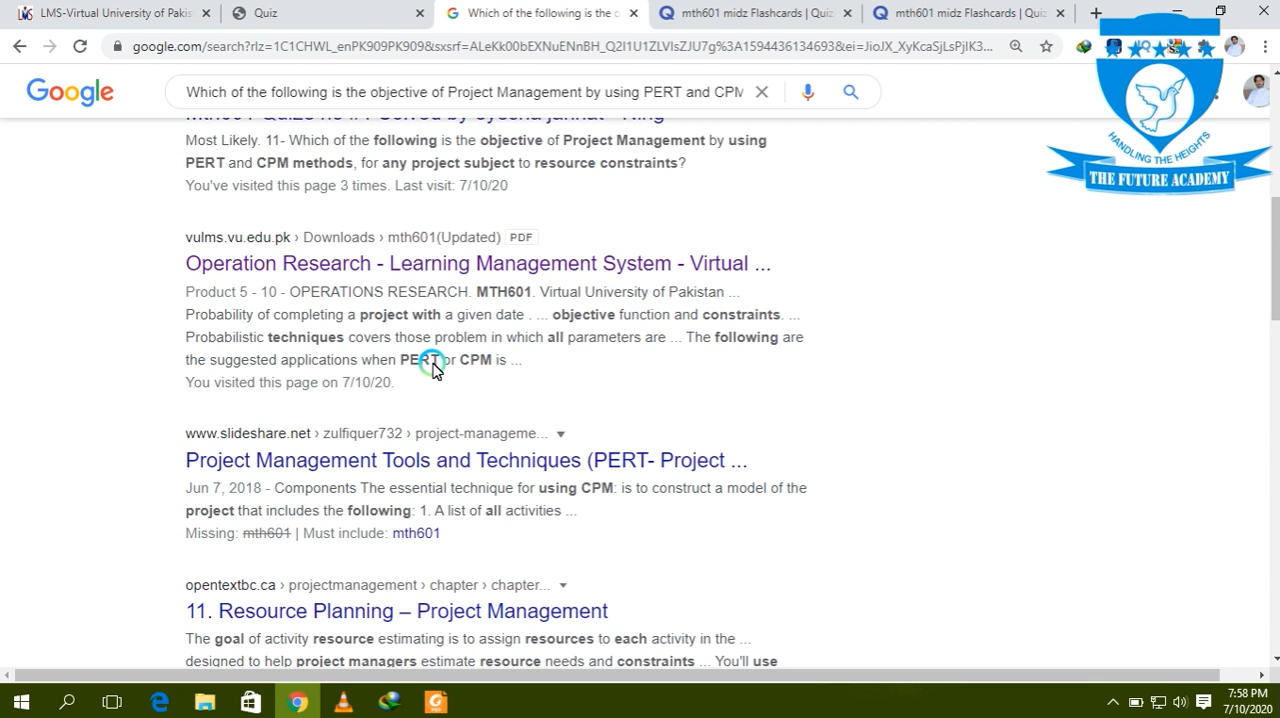 LMS-Virtual University of Pakis
Quiz
Which of the following is the o
mth601 midz Flashcards | Quiz
mth601 midz Flashcards | Quiz
google.com/search?rlz=1C1CHWL_enPK909PK909&
Google
Which of the following is the objective of Project Management by using PERT and CPM
HANDLING THE HEIGHTS
THE FUTURE ACADEMY
Most Likely. 11- Which of the following is the objective of Project Management by using
PERT and CPM methods, for any project subject to resource constraints?
You've visited this page 3 times. Last visit: 7/10/20
vulms.vu.edu.pk › Downloads › mth601(Updated) PDF
Operation Research - Learning Management System - Virtual ...
Product 5 - 10 - OPERATIONS RESEARCH. MTH601. Virtual University of Pakistan ...
Probability of completing a project with a given date . ... objective function and constraints. ...
Probabilistic techniques covers those problem in which all parameters are ... The following are
the suggested applications when PERT or CPM is ...
You visited this page on 7/10/20.
www.slideshare.net › zulfiquer732 › project-manageme...
Project Management Tools and Techniques (PERT- Project ...
Jun 7, 2018 - Components The essential technique for using CPM: is to construct a model of the
project that includes the following: 1. A list of all activities ...
Missing: mth601 | Must include: mth601
opentextbc.ca › projectmanagement › chapter › chapter...
11. Resource Planning – Project Management
The goal of activity resource estimating is to assign resources to each activity in the ...
designed to help project managers estimate resource needs and constraints ... You'll use
7:58 PM
7/10/2020